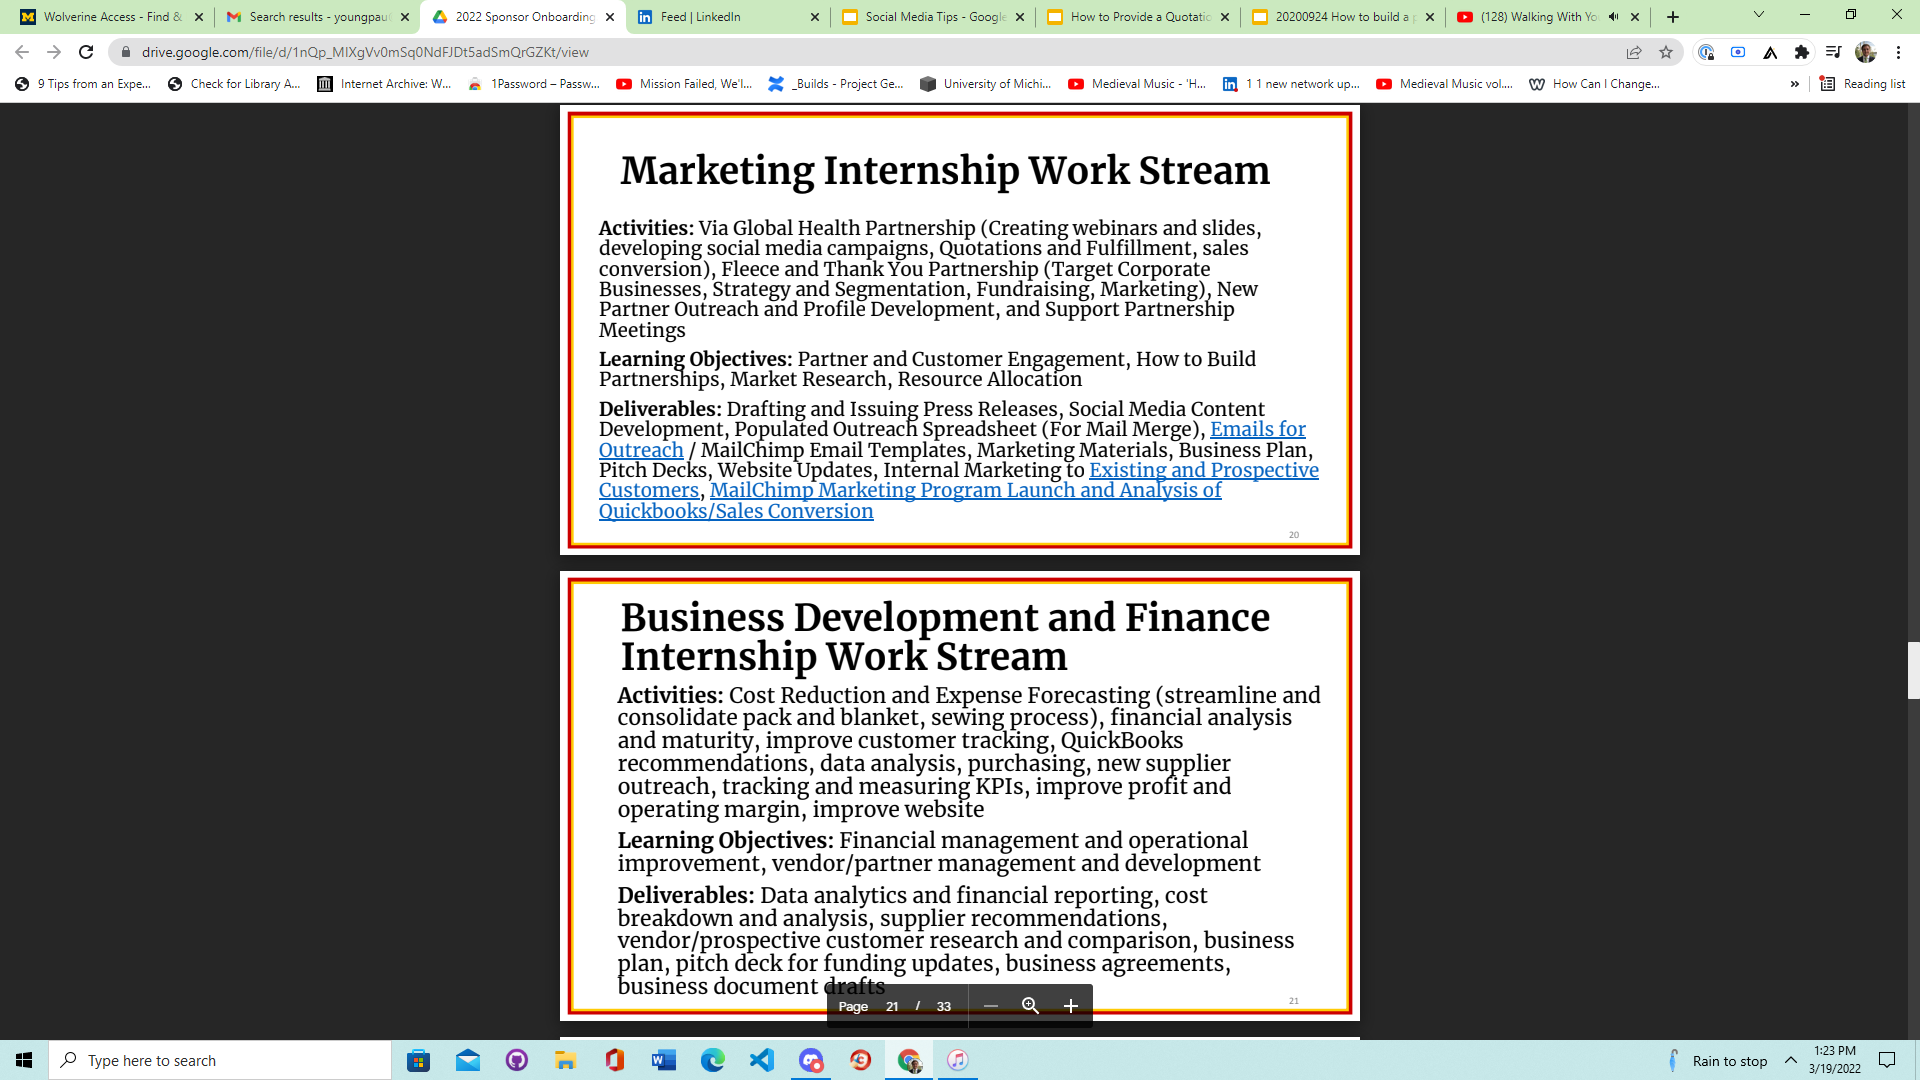 Wolverine Access - Find &
Search results - youngpau
2022 Sponsor Onboarding
Feed | LinkedIn
Social Media Tips - Google
How to Provide a Quotatio
20200924 How to build a p
(128) Walking With Yo
drive.google.com/file/d/1nQp_MIXgVv0mSq0NdFJDt5adSmQrGZKt/view
9 Tips from an Expe...
Check for Library A...
Internet Archive: W...
1Password – Passw...
Mission Failed, We'l...
_Builds - Project Ge...
University of Michi...
Medieval Music - 'H...
1 1 new network up...
Medieval Music vol....
How Can I Change...
»
Reading list
Marketing Internship Work Stream
Activities: Via Global Health Partnership (Creating webinars and slides,
developing social media campaigns, Quotations and Fulfillment, sales
conversion), Fleece and Thank You Partnership (Target Corporate
Businesses, Strategy and Segmentation, Fundraising, Marketing), New
Partner Outreach and Profile Development, and Support Partnership
Meetings
Learning Objectives: Partner and Customer Engagement, How to Build
Partnerships, Market Research, Resource Allocation
Deliverables: Drafting and Issuing Press Releases, Social Media Content
Development, Populated Outreach Spreadsheet (For Mail Merge), Emails for
Outreach / MailChimp Email Templates, Marketing Materials, Business Plan,
Pitch Decks, Website Updates, Internal Marketing to Existing and Prospective
Customers, MailChimp Marketing Program Launch and Analysis of
Quickbooks/Sales Conversion
20
Business Development and Finance
Internship Work Stream
Activities: Cost Reduction and Expense Forecasting (streamline and
consolidate pack and blanket, sewing process), financial analysis
and maturity, improve customer tracking, QuickBooks
recommendations, data analysis, purchasing, new supplier
outreach, tracking and measuring KPIs, improve profit and
operating margin, improve website
Learning Objectives: Financial management and operational
improvement, vendor/partner management and development
Deliverables: Data analytics and financial reporting, cost
breakdown and analysis, supplier recommendations,
vendor/prospective customer research and comparison, business
plan, pitch deck for funding updates, business agreements,
business document drafts
21
Page 21 / 33
Type here to search
Rain to stop
1:23 PM
3/19/2022